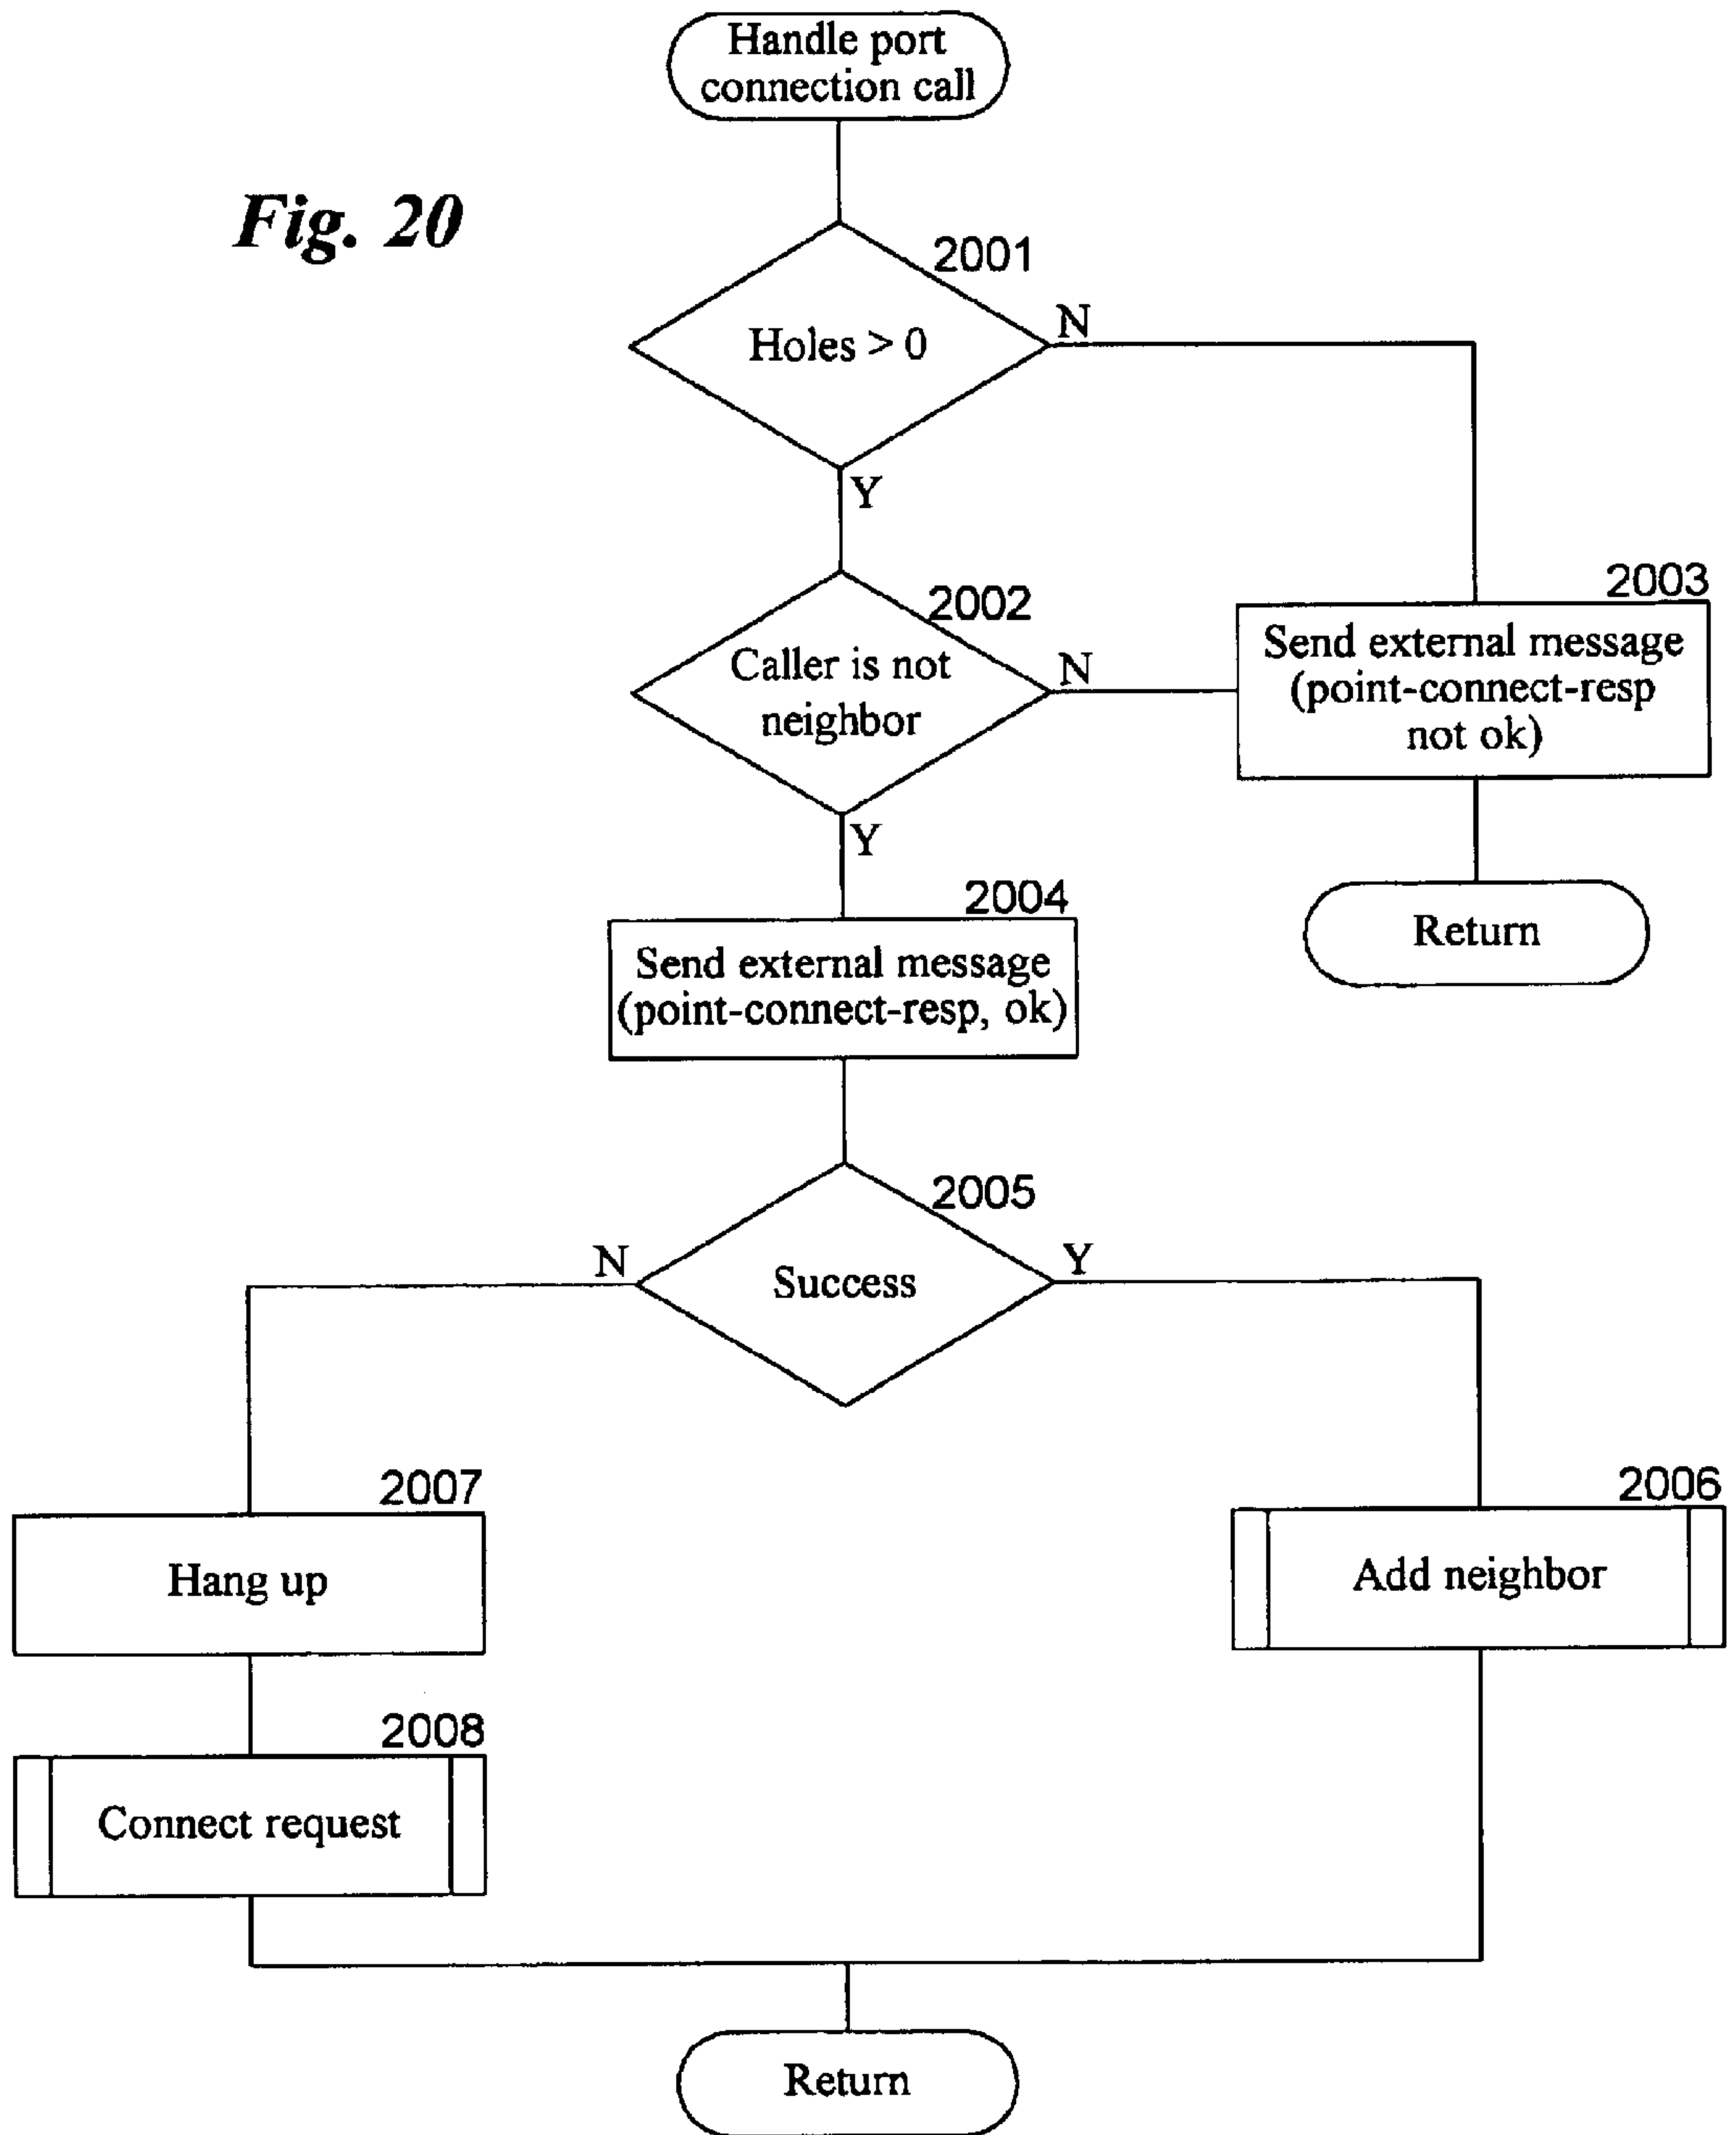 Handle port
connection call
Fig. 20
2001
Holes > 0
N
Y
2002
Caller is not
neighbor
N
Y
2003
Send external message
(point-connect-resp
not ok)
Return
2004
Send external message
(point-connect-resp, ok)
2005
Success
N
Y
2007
Hang up
2006
Add neighbor
2008
Connect request
Return